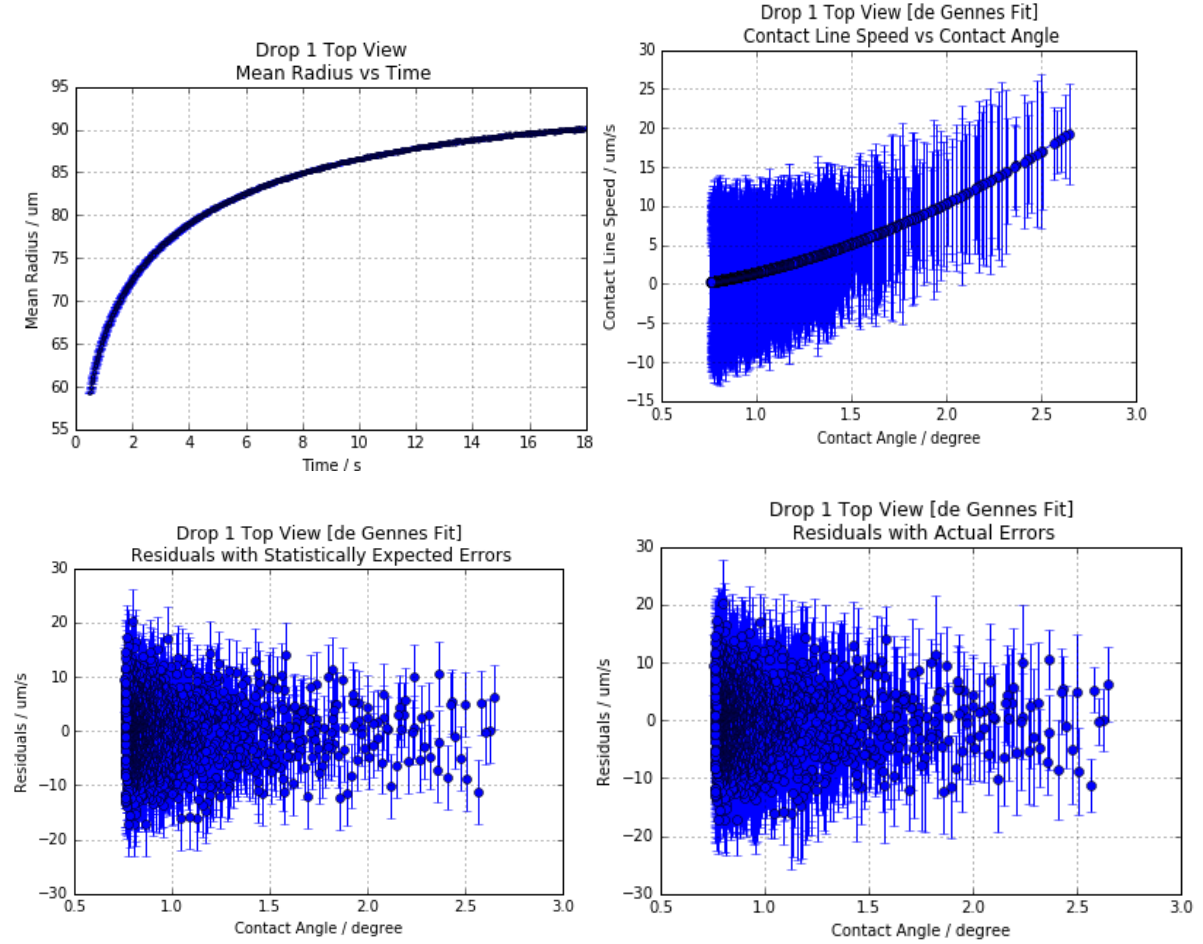 Drop 1 Top View
Mean Radius vs Time
95
90
85
80
75
70
65
60
55
Mean Radius / um
0 2 4 6 8 10 12 14 16 18
Time / s
Drop 1 Top View [de Gennes Fit]
Contact Line Speed vs Contact Angle
30
25
20
15
10
5
0
−5
−10
−15
Contact Line Speed / um/s
0.5 1.0 1.5 2.0 2.5 3.0
Contact Angle / degree
Drop 1 Top View [de Gennes Fit]
Residuals with Statistically Expected Errors
30
20
10
0
−10
−20
−30
Residuals / um/s
0.5 1.0 1.5 2.0 2.5 3.0
Contact Angle / degree
Drop 1 Top View [de Gennes Fit]
Residuals with Actual Errors
30
20
10
0
−10
−20
−30
Residuals / um/s
0.5 1.0 1.5 2.0 2.5 3.0
Contact Angle / degree